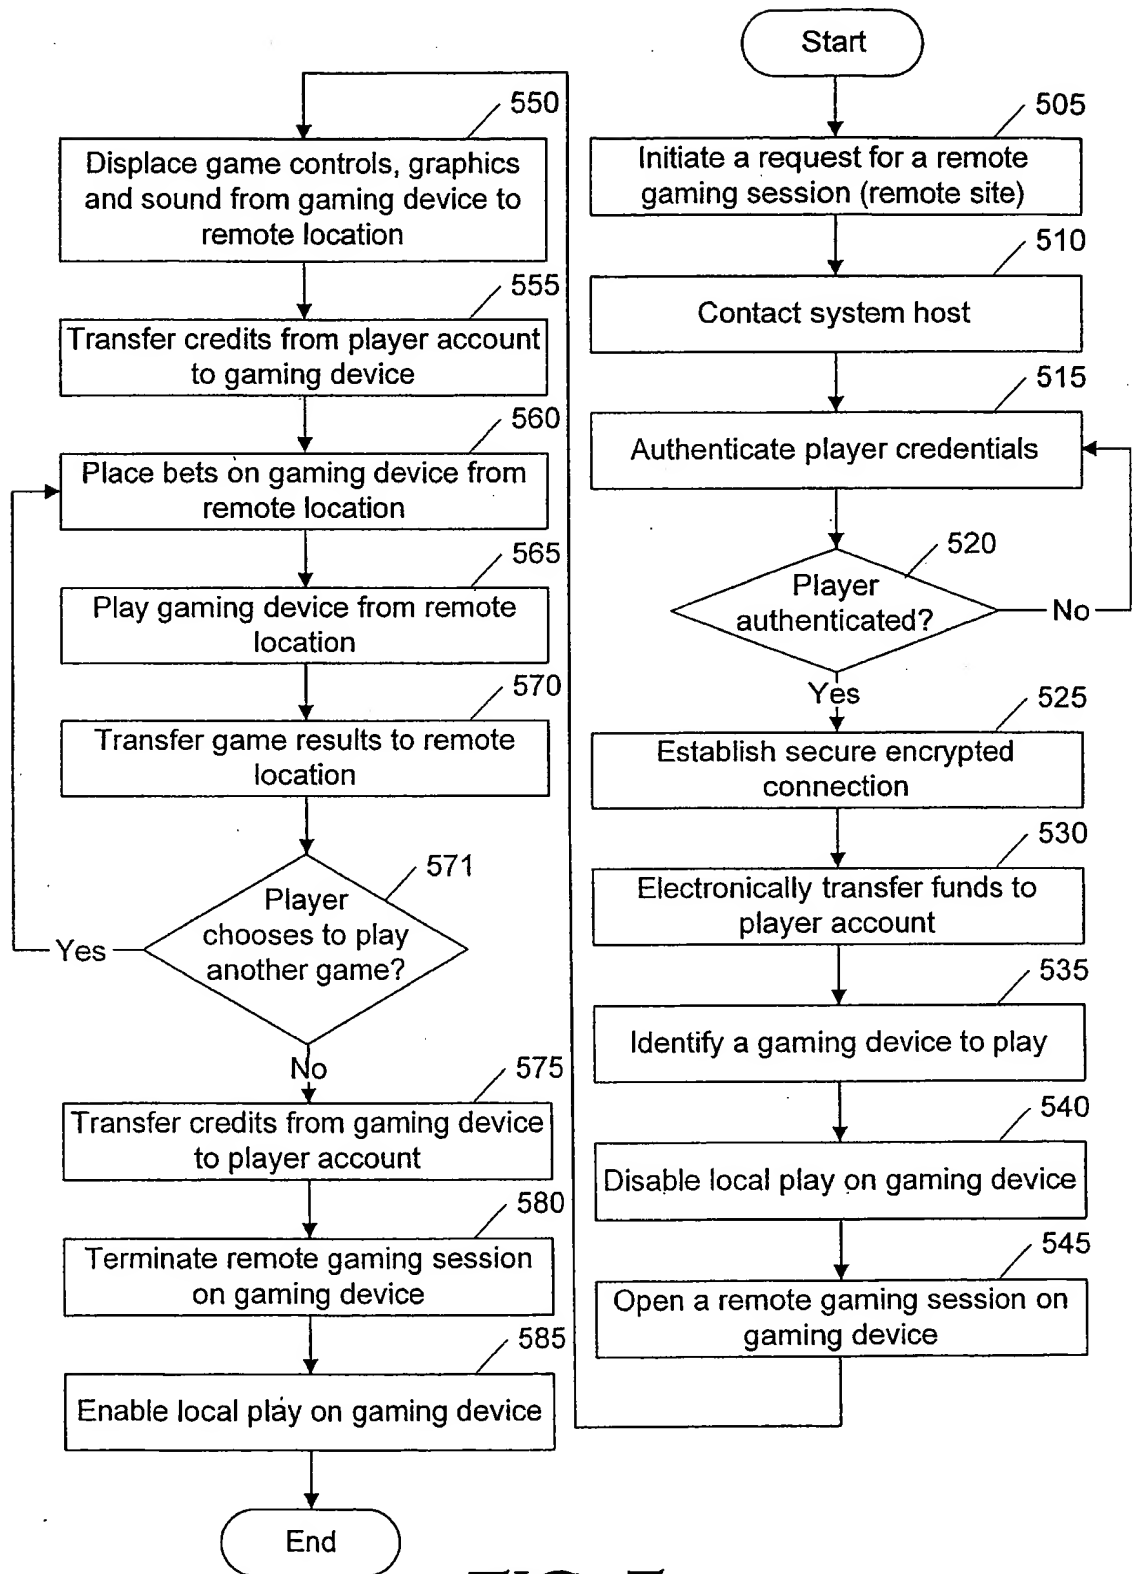 Start
505
Initiate a request for a remote
gaming session (remote site)
510
Contact system host
515
Authenticate player credentials
520
Player
authenticated?
No
Yes
525
Establish secure encrypted
connection
530
Electronically transfer funds to
player account
535
Identify a gaming device to play
540
Disable local play on gaming device
545
Open a remote gaming session on
gaming device
550
Displace game controls, graphics
and sound from gaming device to
remote location
555
Transfer credits from player account
to gaming device
560
Place bets on gaming device from
remote location
565
Play gaming device from remote
location
570
Transfer game results to remote
location
571
Player
chooses to play
another game?
Yes
No
575
Transfer credits from gaming device
to player account
580
Terminate remote gaming session
on gaming device
585
Enable local play on gaming device
End